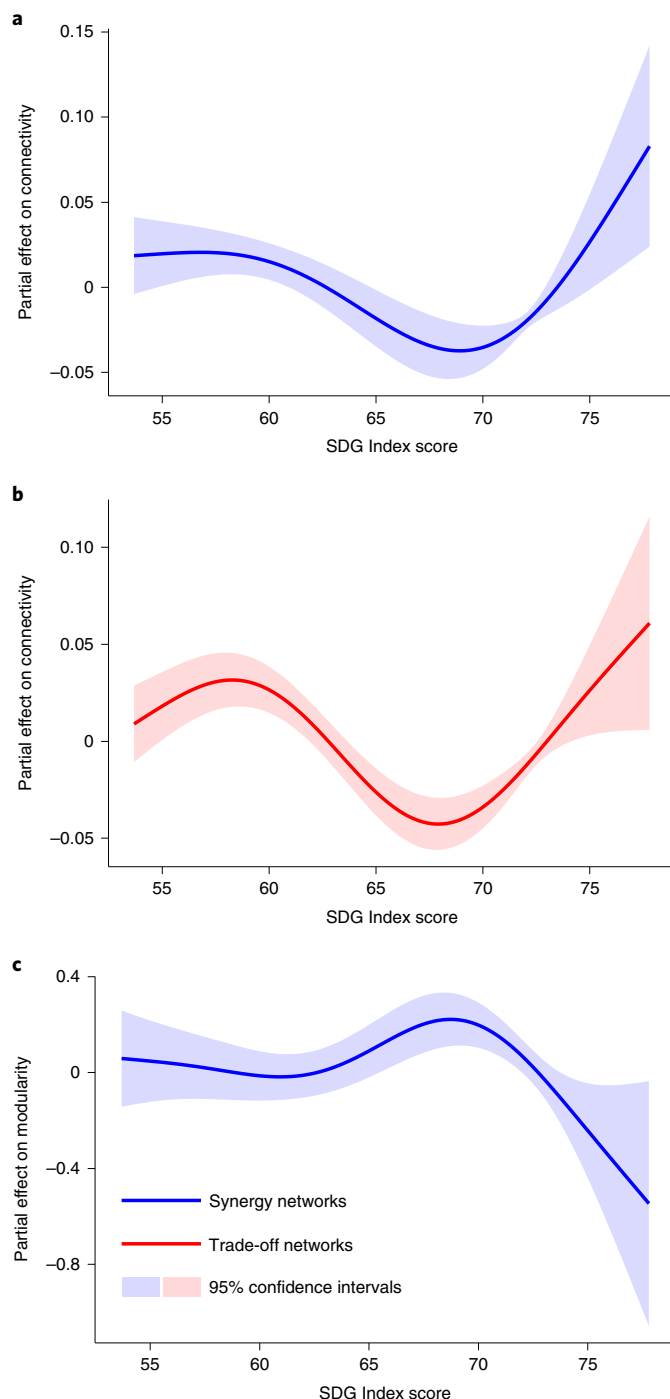 a
0.15
0.10
0.05
0
−0.05
Partial effect on connectivity
55 60 65 70 75
SDG Index score
b
0.10
0.05
0
−0.05
Partial effect on connectivity
55 60 65 70 75
SDG Index score
c
0.4
0
−0.4
−0.8
Partial effect on modularity
Synergy networks
Trade-off networks
95% confidence intervals
55 60 65 70 75
SDG Index score